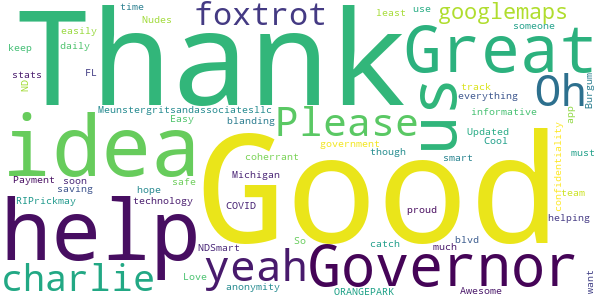 time
least
use
someone
Nudes
foxtrot
googlemaps
Thank
easily
keep
daily
Great
stats
FL
ND
Oh
track
everything
Burgum
Meunstergritsandassociatesllc
us
idea
Easy
blanding
Please
informative
app
Updated
Cool
government
must
Good
coherrant
though
smart
safe
Michigan
Payment
soon
saving
hope
confidentiality
team
RIPrickmay
technology
COVID
proud
helping
help
NDSmart
So
catch
much
blvd
yeah
Governor
charlie
Love
anonymity
ORANGEPARK
Awesome
want